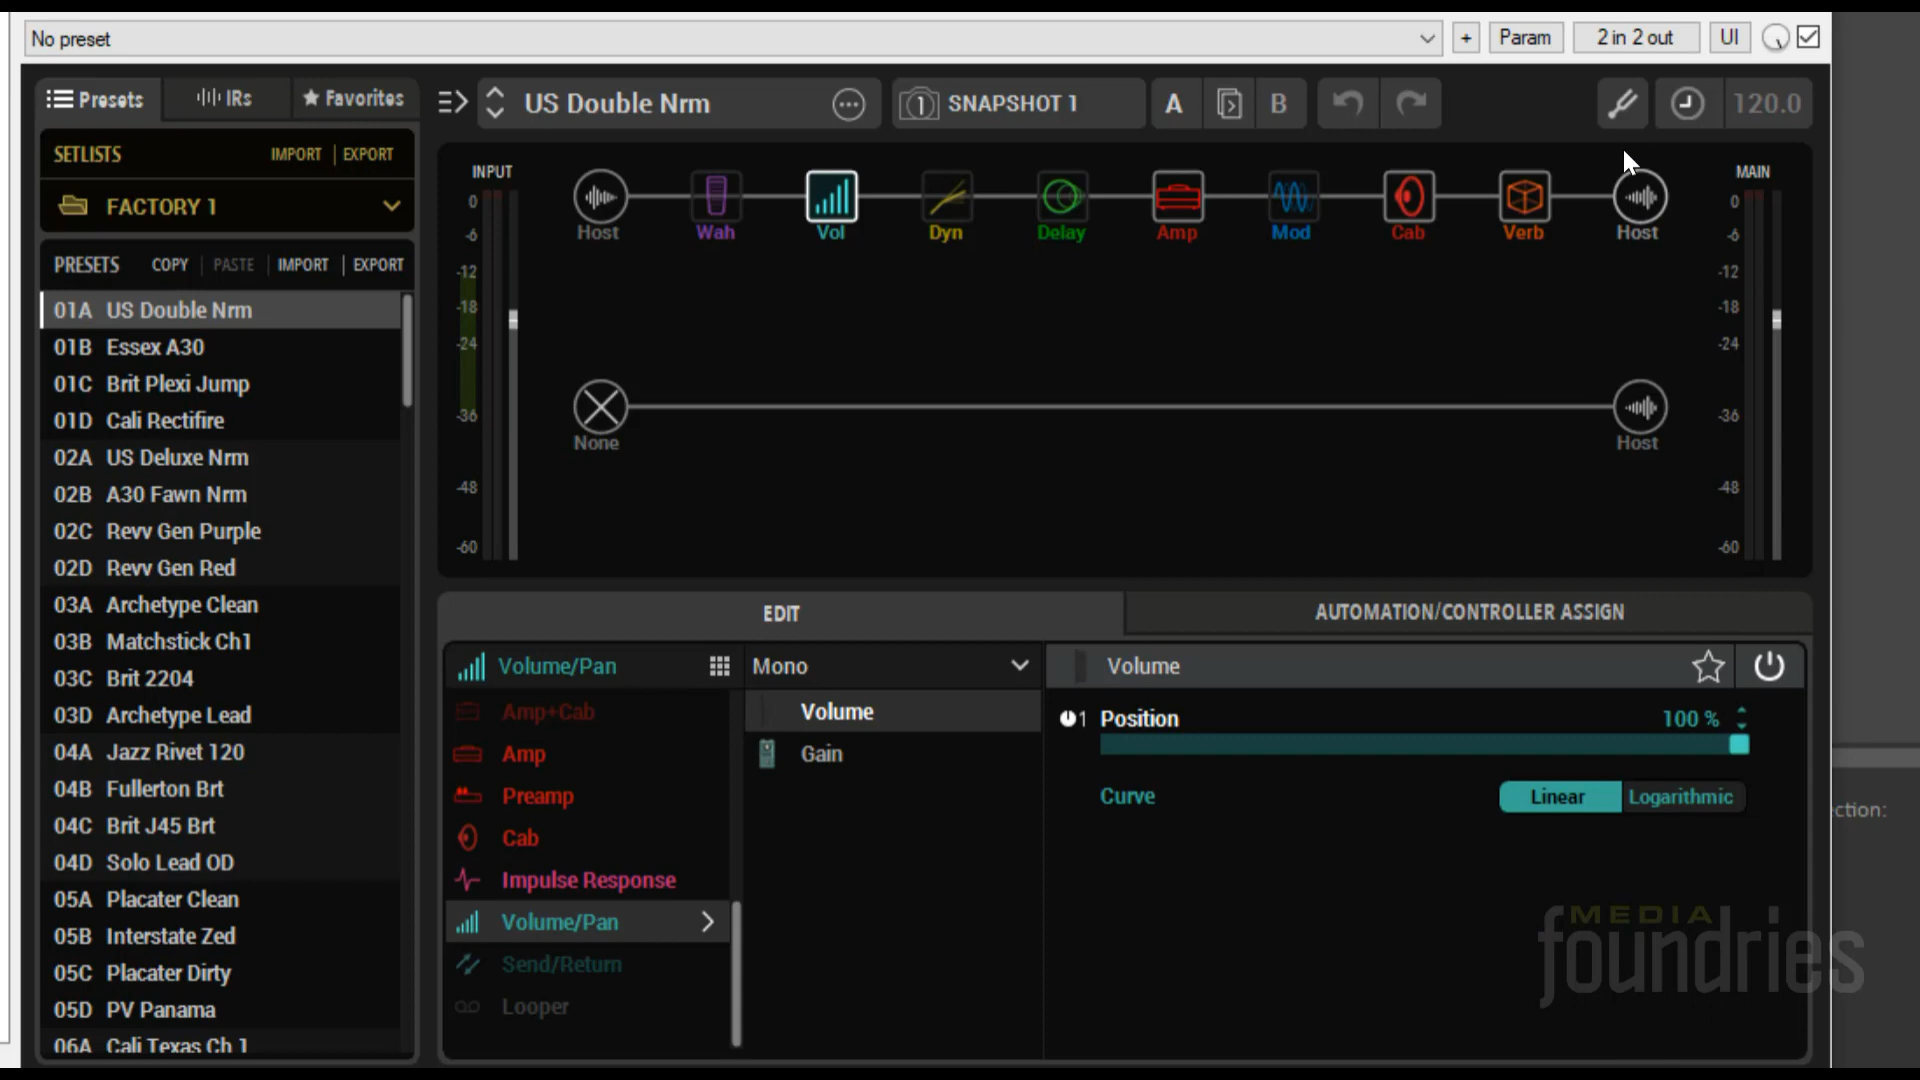 No preset
+ Param 2 in 2 out UI
Presets IRs Favorites
US Double Nrm
1 SNAPSHOT 1
A B
120.0
SETLISTS IMPORT | EXPORT
FACTORY 1
PRESETS COPY | PASTE | IMPORT | EXPORT
01A US Double Nrm
01B Essex A30
01C Brit Plexi Jump
01D Cali Rectifire
02A US Deluxe Nrm
02B A30 Fawn Nrm
02C Revv Gen Purple
02D Revv Gen Red
03A Archetype Clean
03B Matchstick Ch1
03C Brit 2204
03D Archetype Lead
04A Jazz Rivet 120
04B Fullerton Brt
04C Brit J45 Brt
04D Solo Lead OD
05A Placater Clean
05B Interstate Zed
05C Placater Dirty
05D PV Panama
06A Cali Texas Ch 1
INPUT
0
-6
-12
-18
-24
-36
-48
-60
Host Wah Vol Dyn Delay Amp Mod Cab Verb Host
None Host
MAIN
0
-6
-12
-18
-24
-36
-48
-60
EDIT
AUTOMATION/CONTROLLER ASSIGN
Volume/Pan
Amp+Cab
Amp
Preamp
Cab
Impulse Response
Volume/Pan
Send/Return
Looper
Mono
Volume
Gain
Volume
1 Position 100 %
Curve Linear Logarithmic
ction:
MEDIA
foundries